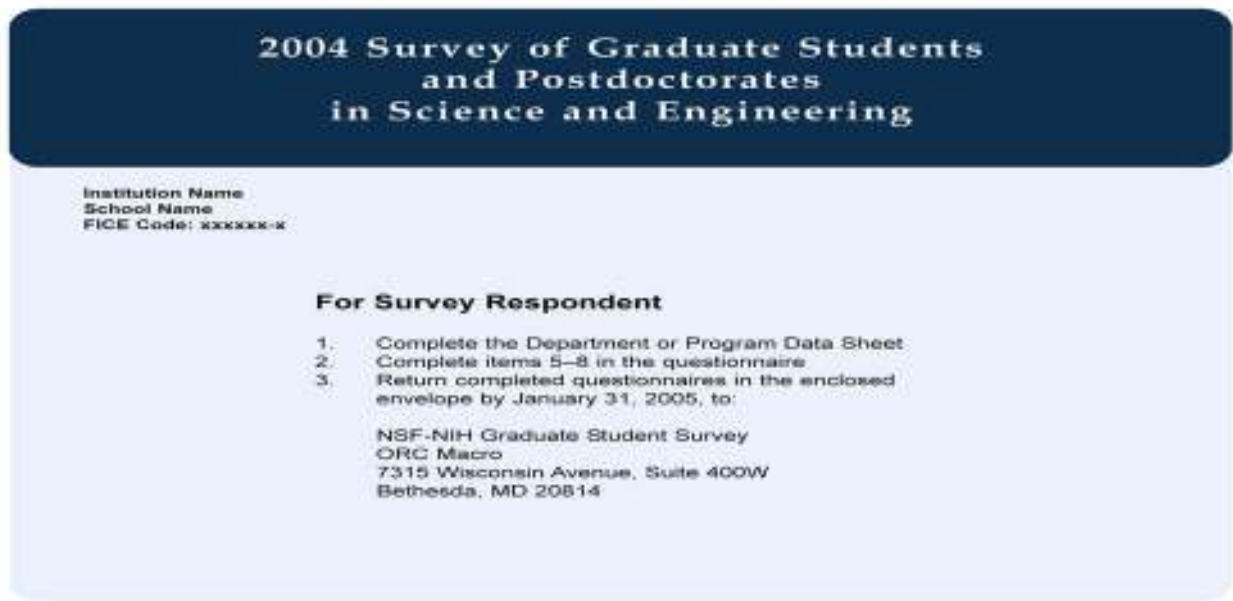 2004 Survey of Graduate Students
and Postdoctorates
in Science and Engineering
Institution Name
School Name
FICE Code: xxxxxx-x
For Survey Respondent
1. Complete the Department or Program Data Sheet
2. Complete items 5–8 in the questionnaire
3. Return completed questionnaires in the enclosed
envelope by January 31, 2005, to:
NSF-NIH Graduate Student Survey
ORC Macro
7315 Wisconsin Avenue, Suite 400W
Bethesda, MD 20814